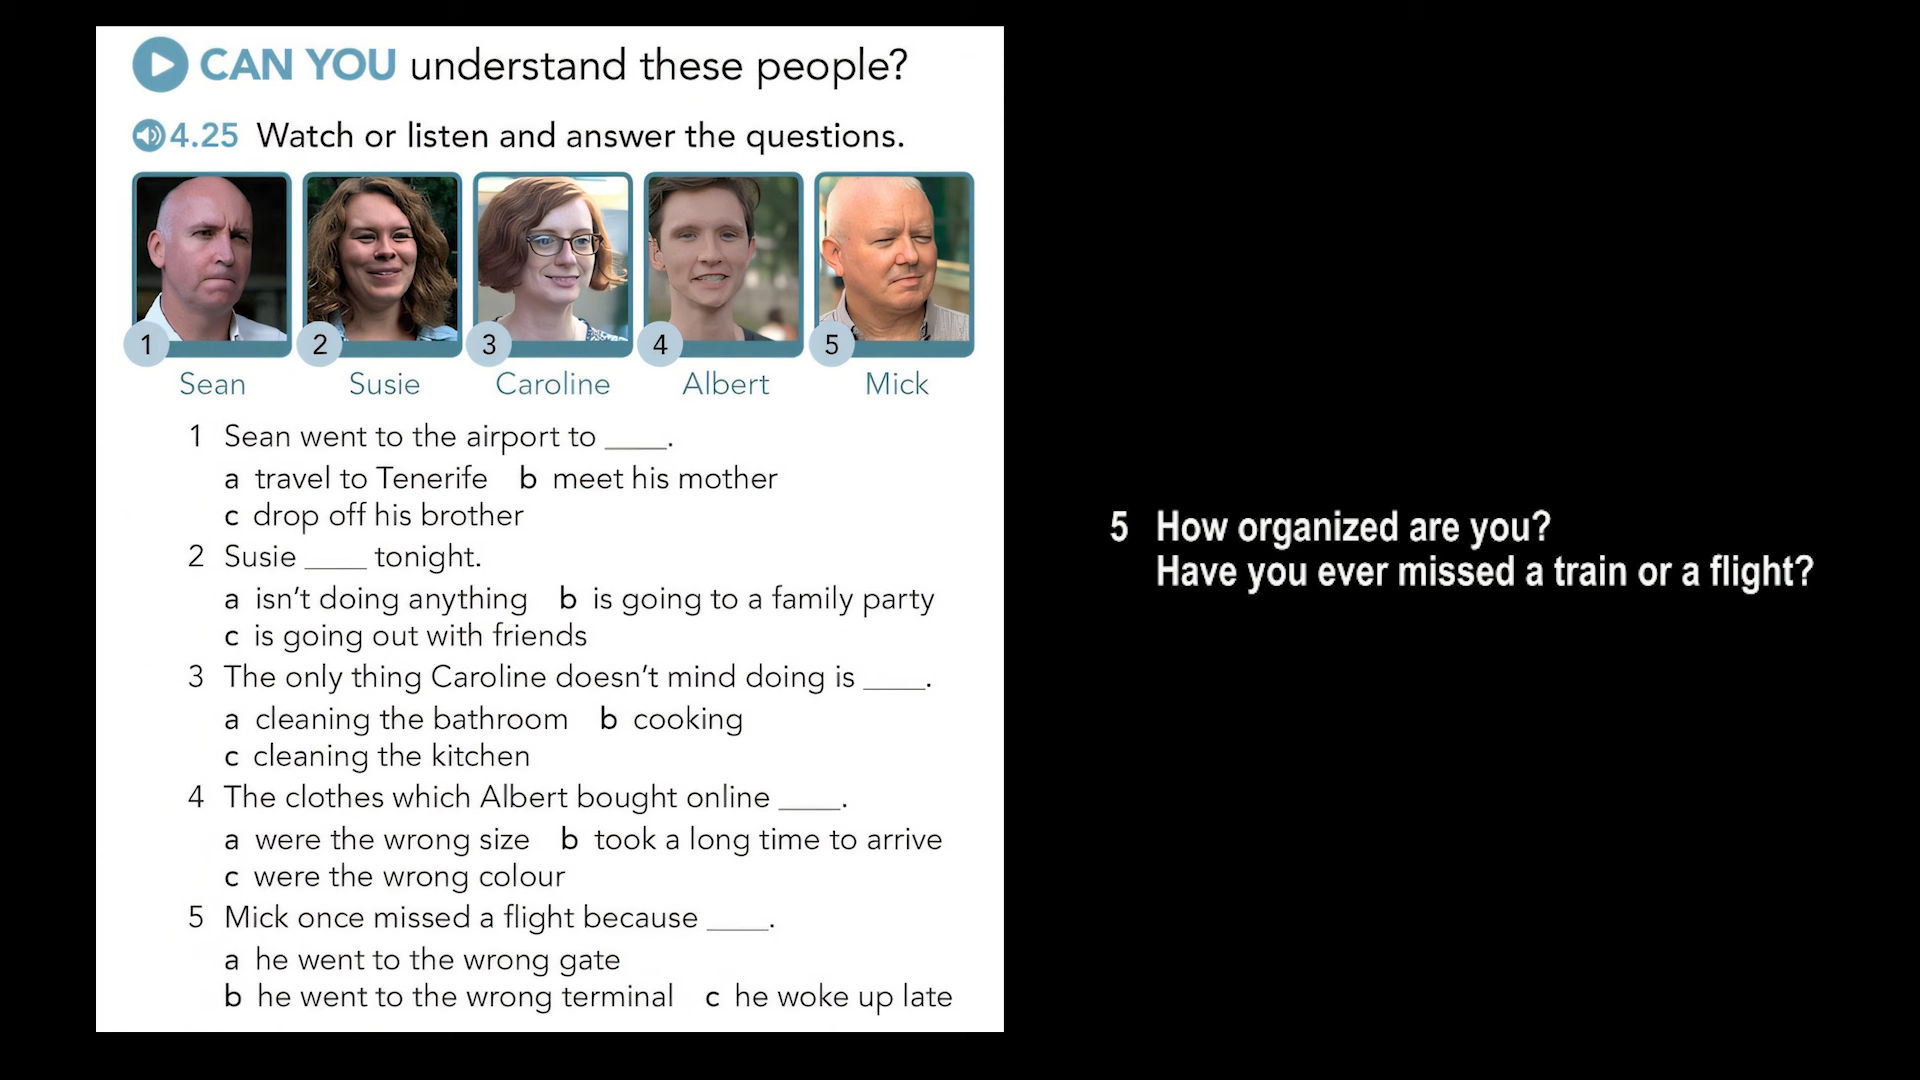 CAN YOU understand these people?
4.25 Watch or listen and answer the questions.
1 2 3 4 5
Sean Susie Caroline Albert Mick
1 Sean went to the airport to ____.
a travel to Tenerife b meet his mother
c drop off his brother
2 Susie ____ tonight.
a isn't doing anything b is going to a family party
c is going out with friends
3 The only thing Caroline doesn't mind doing is ____.
a cleaning the bathroom b cooking
c cleaning the kitchen
4 The clothes which Albert bought online ____.
a were the wrong size b took a long time to arrive
c were the wrong colour
5 Mick once missed a flight because ____.
a he went to the wrong gate
b he went to the wrong terminal c he woke up late
5 How organized are you?
Have you ever missed a train or a flight?